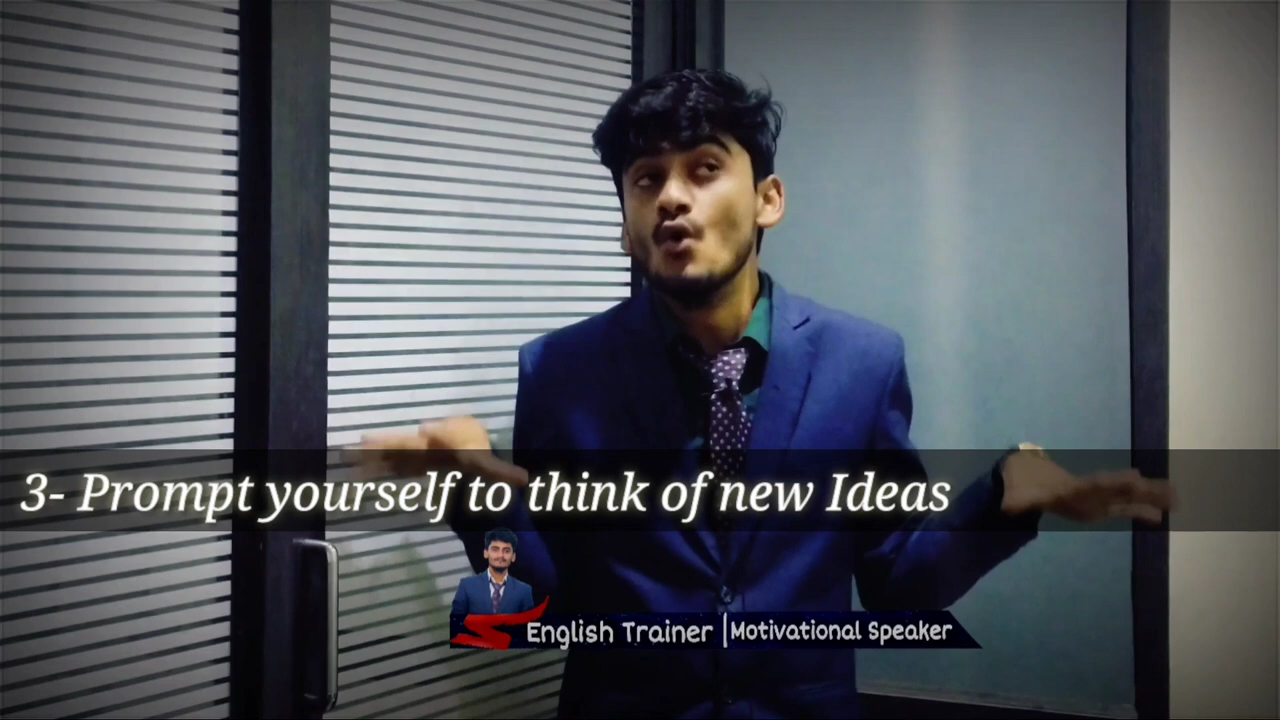 3- Prompt yourself to think of new Ideas
English Trainer | Motivational Speaker